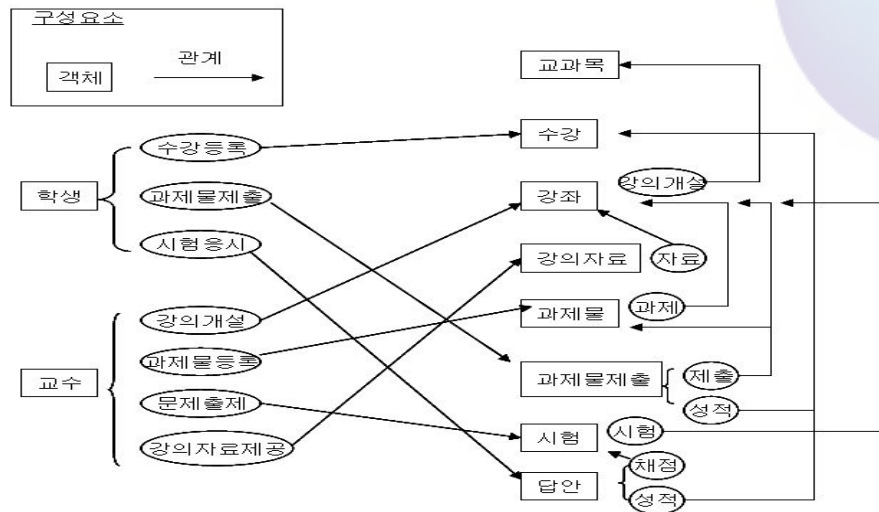 구성요소
객체
관계
교과목
수강등록
수강
학생
과제물제출
강좌
강의개설
시험응시
강의자료
자료
강의개설
과제물
과제
과제물등록
교수
과제물제출
제출
문제출제
성적
시험
시험
강의자료제공
채점
답안
성적